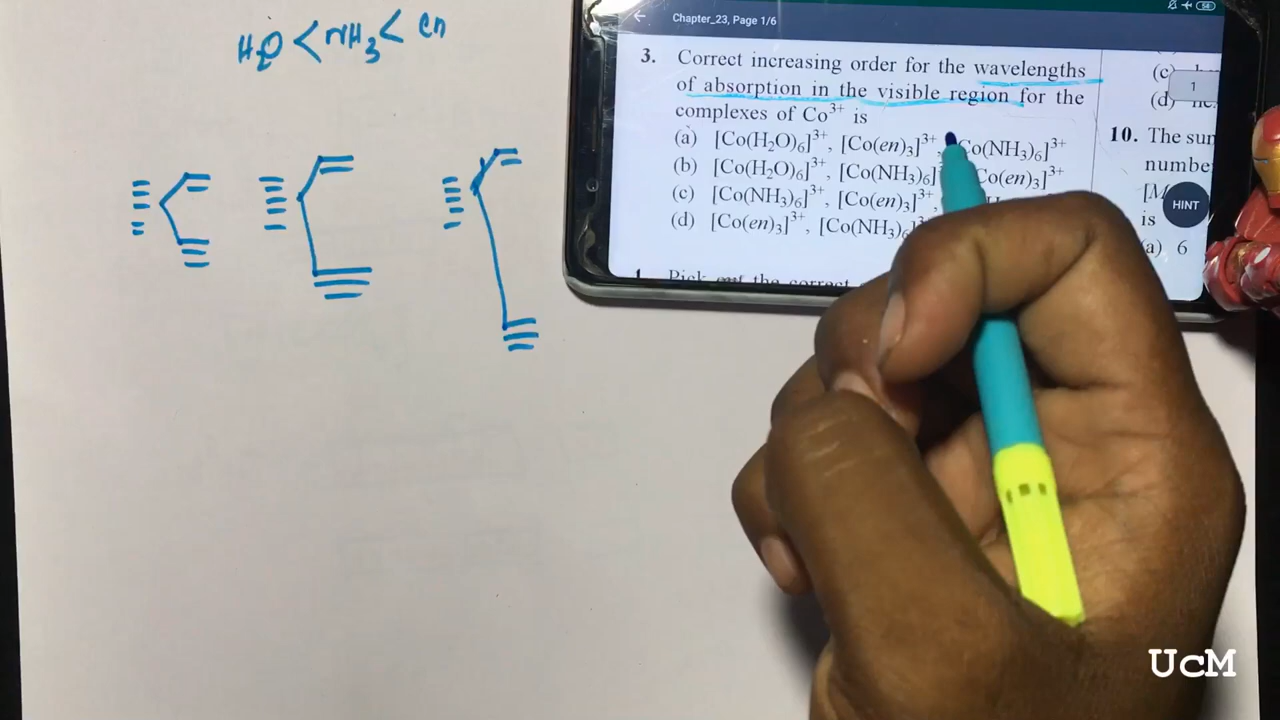 H₂O < NH₃ < en
Chapter_23, Page 1/6
58
3. Correct increasing order for the wavelengths
of absorption in the visible region for the
complexes of Co³⁺ is
(a) [Co(H₂O)₆]³⁺, [Co(en)₃]³⁺, [Co(NH₃)₆]³⁺
(b) [Co(H₂O)₆]³⁺, [Co(NH₃)₆] Co(en)₃]³⁺
(c) [Co(NH₃)₆]³⁺, [Co(en)₃]³⁺,
(d) [Co(en)₃]³⁺, [Co(NH₃)₆
(c)
1
(d)
10. The sum
numbe
[M
HINT
is
(a) 6
UcM